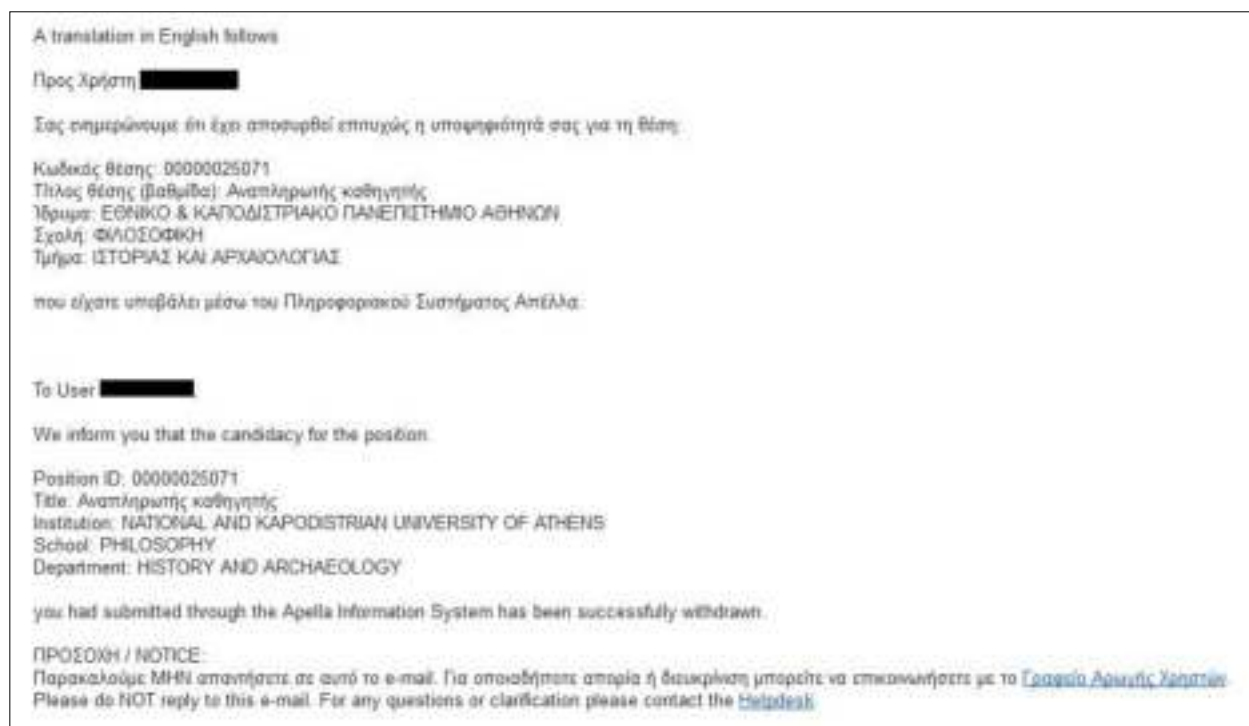 A translation in English follows
Προς Χρήστη
Σας ενημερώνουμε ότι έχει αποσυρθεί επιτυχώς η υποψηφιότητά σας για τη θέση:
Κωδικός θέσης: 00000025071
Τίτλος θέσης (βαθμίδα): Αναπληρωτής καθηγητής
Ίδρυμα: ΕΘΝΙΚΟ & ΚΑΠΟΔΙΣΤΡΙΑΚΟ ΠΑΝΕΠΙΣΤΗΜΙΟ ΑΘΗΝΩΝ
Σχολή: ΦΙΛΟΣΟΦΙΚΗ
Τμήμα: ΙΣΤΟΡΙΑΣ ΚΑΙ ΑΡΧΑΙΟΛΟΓΙΑΣ
που είχατε υποβάλει μέσω του Πληροφοριακού Συστήματος Απέλλα.
To User
We inform you that the candidacy for the position:
Position ID: 00000025071
Title: Αναπληρωτής καθηγητής
Institution: NATIONAL AND KAPODISTRIAN UNIVERSITY OF ATHENS
School: PHILOSOPHY
Department: HISTORY AND ARCHAEOLOGY
you had submitted through the Apella Information System has been successfully withdrawn.
ΠΡΟΣΟΧΗ / NOTICE:
Παρακαλούμε ΜΗΝ απαντήσετε σε αυτό το e-mail. Για οποιαδήποτε απορία ή διευκρίνιση μπορείτε να επικοινωνήσετε με το Γραφείο Αρωγής Χρηστών.
Please do NOT reply to this e-mail. For any questions or clarification please contact the Helpdesk.